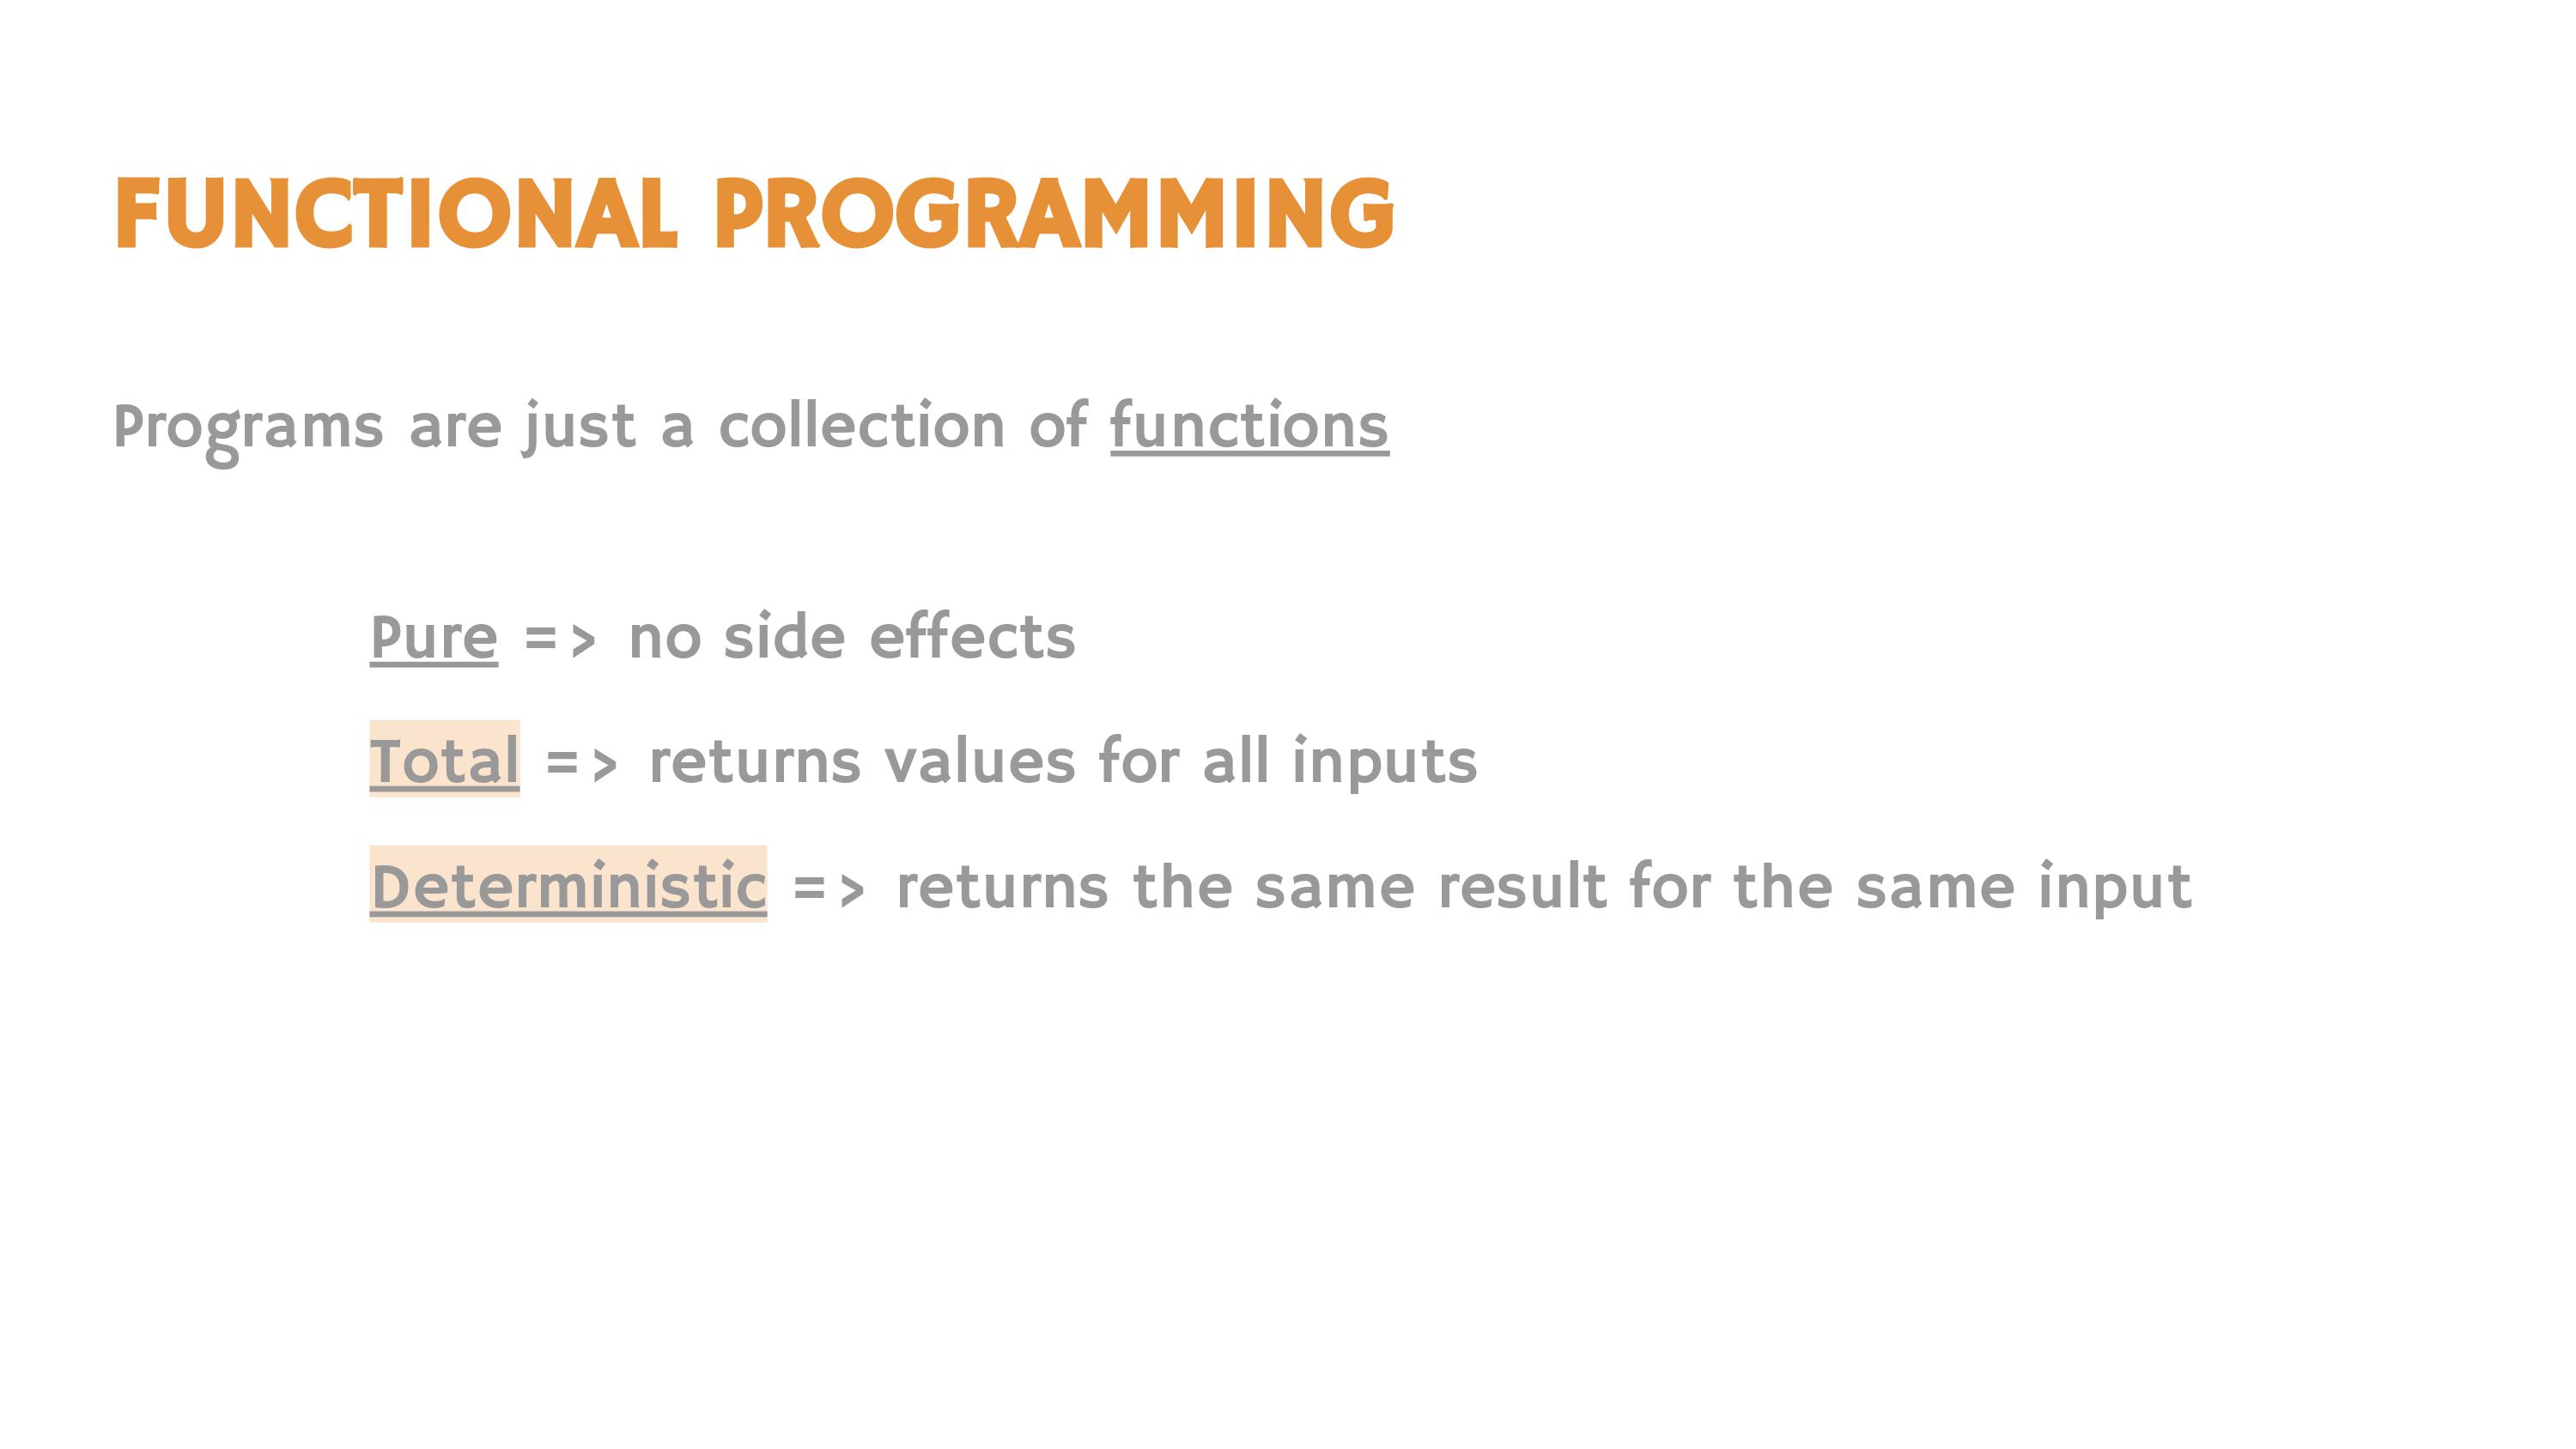 FUNCTIONAL PROGRAMMING
Programs are just a collection of functions
Pure => no side effects
Total => returns values for all inputs
Deterministic => returns the same result for the same input